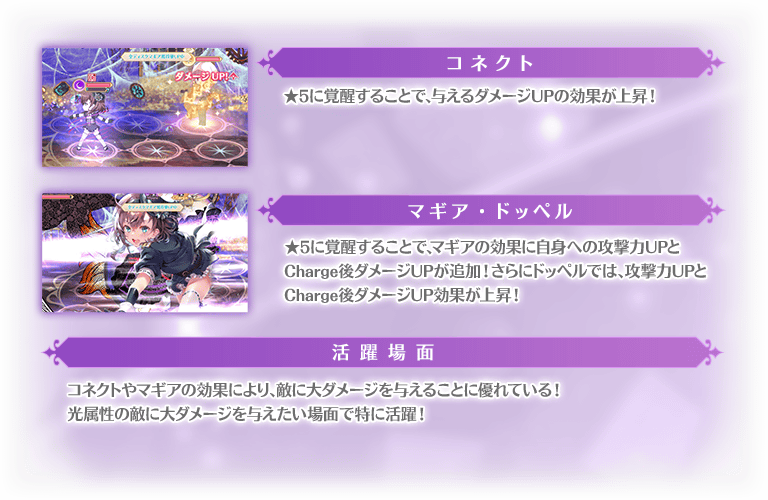 コネクト
ダメージUP!
★5に覚醒することで、与えるダメージUPの効果が上昇！
マギア・ドッペル
★5に覚醒することで、マギアの効果に自身への攻撃力UPと
Charge後ダメージUPが追加！さらにドッペルでは、攻撃力UPと
Charge後ダメージUP効果が上昇！
活躍場面
コネクトやマギアの効果により、敵に大ダメージを与えることに優れている！
光属性の敵に大ダメージを与えたい場面で特に活躍！